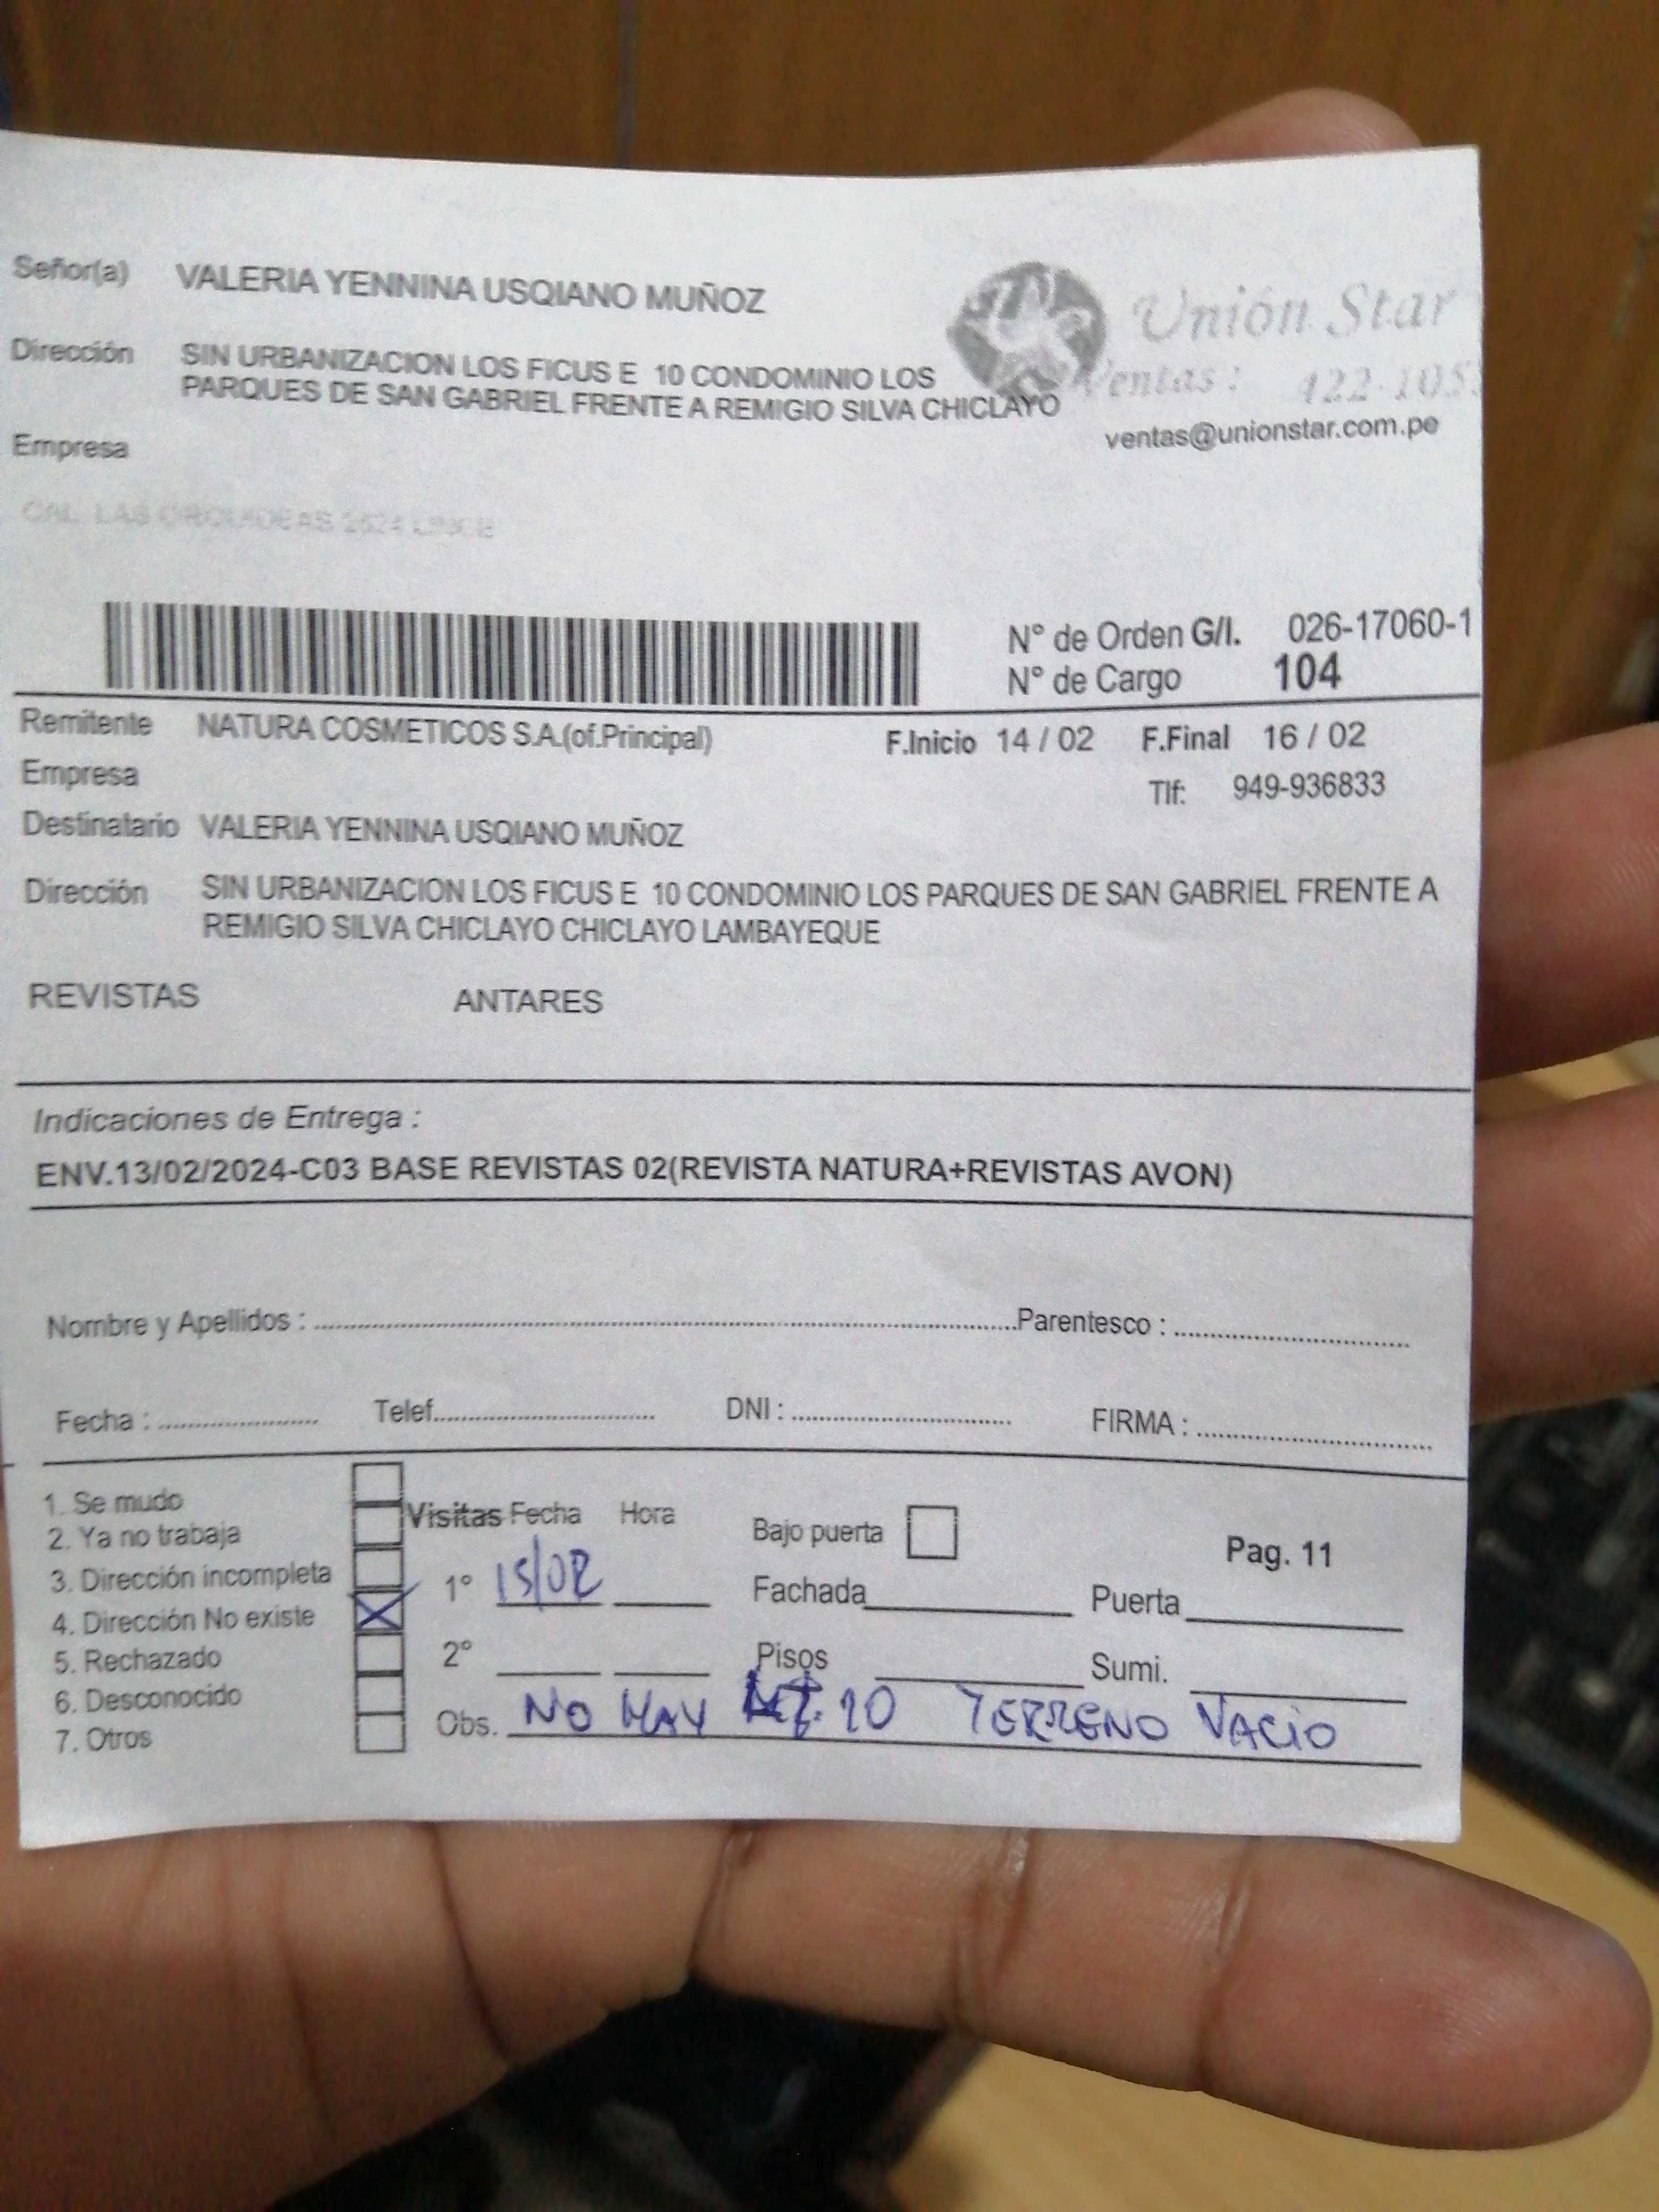 Señor(a) VALERIA YENNINA USQIANO MUÑOZ
Unión Star
Dirección SIN URBANIZACION LOS FICUS E 10 CONDOMINIO LOS
PARQUES DE SAN GABRIEL FRENTE A REMIGIO SILVA CHICLAYO
Ventas: 422-105
ventas@unionstar.com.pe
Empresa
CAL. LAS ORQUIDEAS
N° de Orden G/I. 026-17060-1
N° de Cargo 104
Remitente NATURA COSMETICOS S.A.(of.Principal) F.Inicio 14 / 02 F.Final 16 / 02
Empresa Tlf: 949-936833
Destinatario VALERIA YENNINA USQIANO MUÑOZ
Dirección SIN URBANIZACION LOS FICUS E 10 CONDOMINIO LOS PARQUES DE SAN GABRIEL FRENTE A
REMIGIO SILVA CHICLAYO CHICLAYO LAMBAYEQUE
REVISTAS ANTARES
Indicaciones de Entrega :
ENV.13/02/2024-C03 BASE REVISTAS 02(REVISTA NATURA+REVISTAS AVON)
Nombre y Apellidos : Parentesco :
Fecha : Telef. DNI : FIRMA :
1. Se mudo
2. Ya no trabaja
3. Dirección incompleta
4. Dirección No existe
5. Rechazado
6. Desconocido
7. Otros
Visitas Fecha Hora Bajo puerta Pag. 11
1° 15/02 Fachada Puerta
2° Pisos Sumi.
Obs. NO HAY 10 TERRENO VACIO